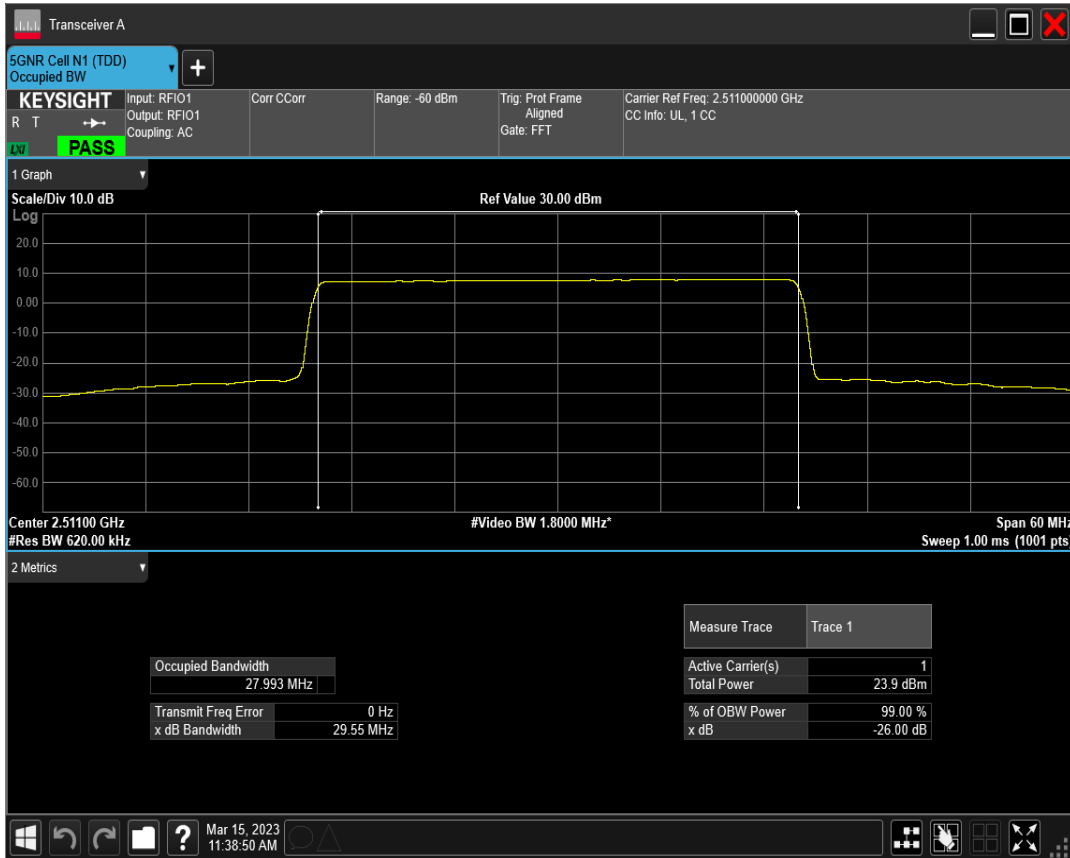 Transceiver A
5GNR Cell N1 (TDD)
Occupied BW
+
KEYSIGHT
R T
LXI
PASS
Input: RFIO1
Output: RFIO1
Coupling: AC
Corr CCorr
Range: -60 dBm
Trig: Prot Frame
Aligned
Gate: FFT
Carrier Ref Freq: 2.511000000 GHz
CC Info: UL, 1 CC
1 Graph
Scale/Div 10.0 dB
Ref Value 30.00 dBm
Log
20.0
10.0
0.00
-10.0
-20.0
-30.0
-40.0
-50.0
-60.0
Center 2.51100 GHz
#Video BW 1.8000 MHz*
Span 60 MHz
#Res BW 620.00 kHz
Sweep 1.00 ms (1001 pts)
2 Metrics
Measure Trace Trace 1
Occupied Bandwidth
27.993 MHz
Active Carrier(s) 1
Total Power 23.9 dBm
Transmit Freq Error 0 Hz
x dB Bandwidth 29.55 MHz
% of OBW Power 99.00 %
x dB -26.00 dB
?
Mar 15, 2023
11:38:50 AM